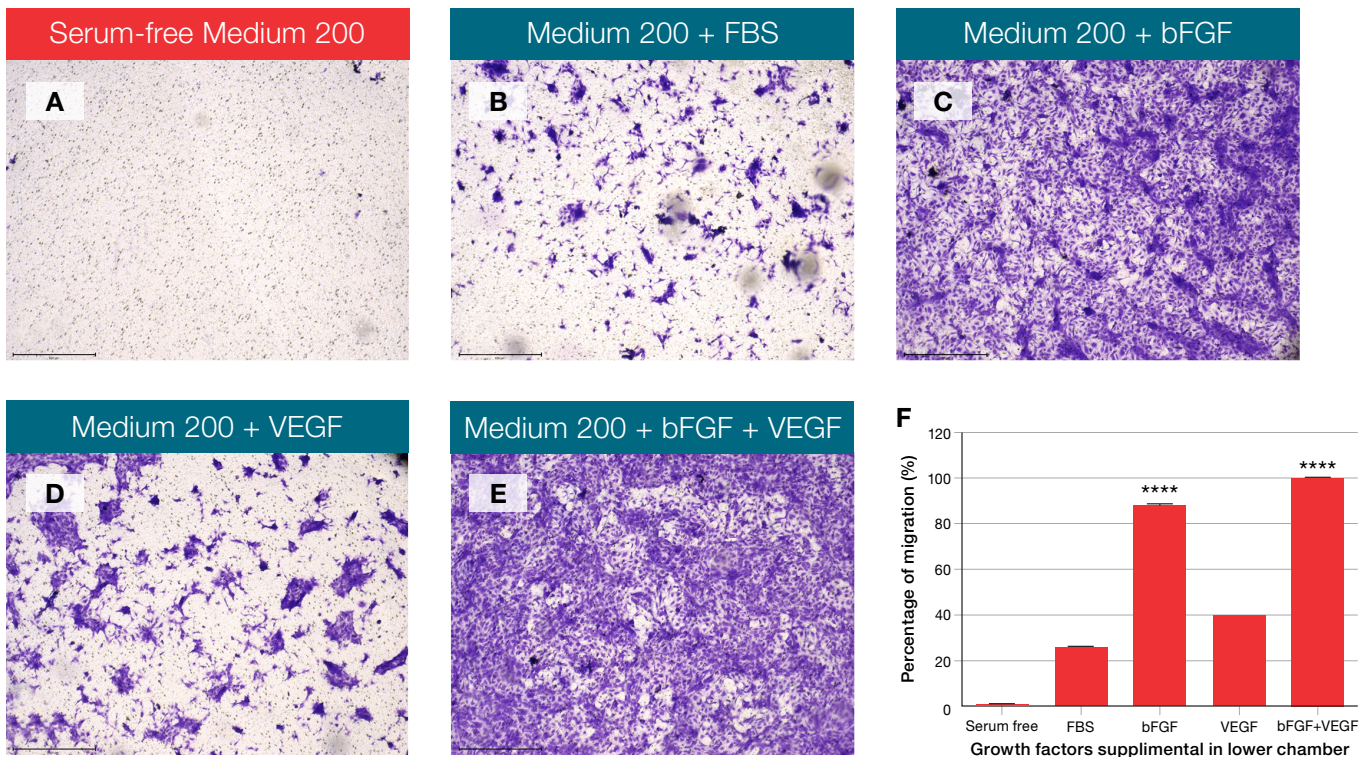 Serum-free Medium 200
Medium 200 + FBS
Medium 200 + bFGF
A
B
C
Medium 200 + VEGF
Medium 200 + bFGF + VEGF
D
E
F
Percentage of migration (%)
120
100
80
60
40
20
0
****
****
Serum free
FBS
bFGF
VEGF
bFGF+VEGF
Growth factors supplimental in lower chamber